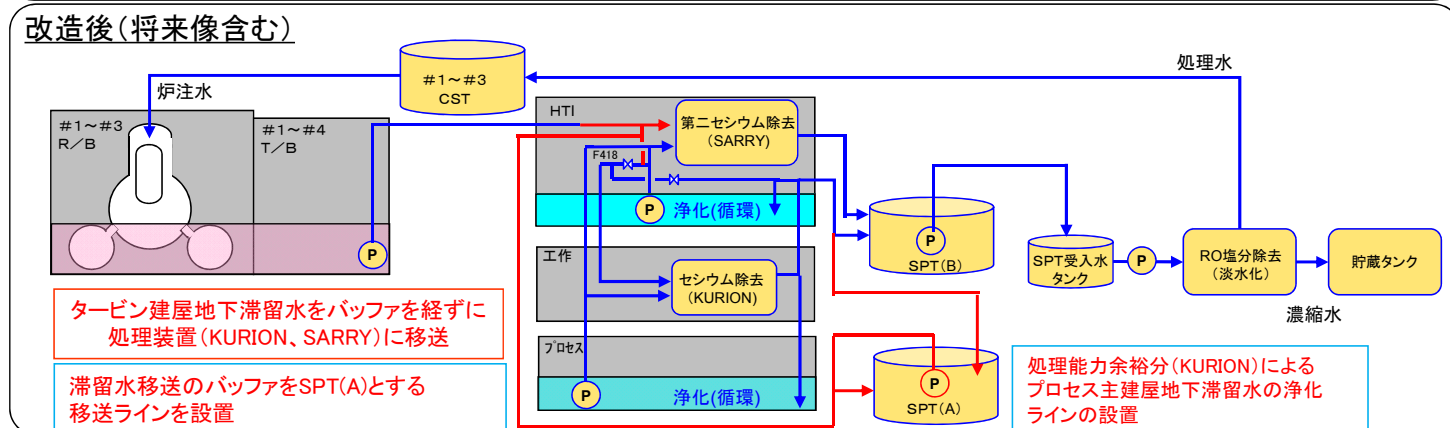 改造後(将来像含む)
#1~#3
CST
処理水
炉注水
#1~#3
R/B
#1~#4
T/B
HTI
第二セシウム除去
(SARRY)
F418
P
P
浄化(循環)
P
SPT(B)
SPT受入水
タンク
P
RO塩分除去
(淡水化)
貯蔵タンク
濃縮水
工作
セシウム除去
(KURION)
プロセス
P
浄化(循環)
P
SPT(A)
タービン建屋地下滞留水をバッファを経ずに
処理装置(KURION、SARRY)に移送
滞留水移送のバッファをSPT(A)とする
移送ラインを設置
処理能力余裕分(KURION)による
プロセス主建屋地下滞留水の浄化
ラインの設置